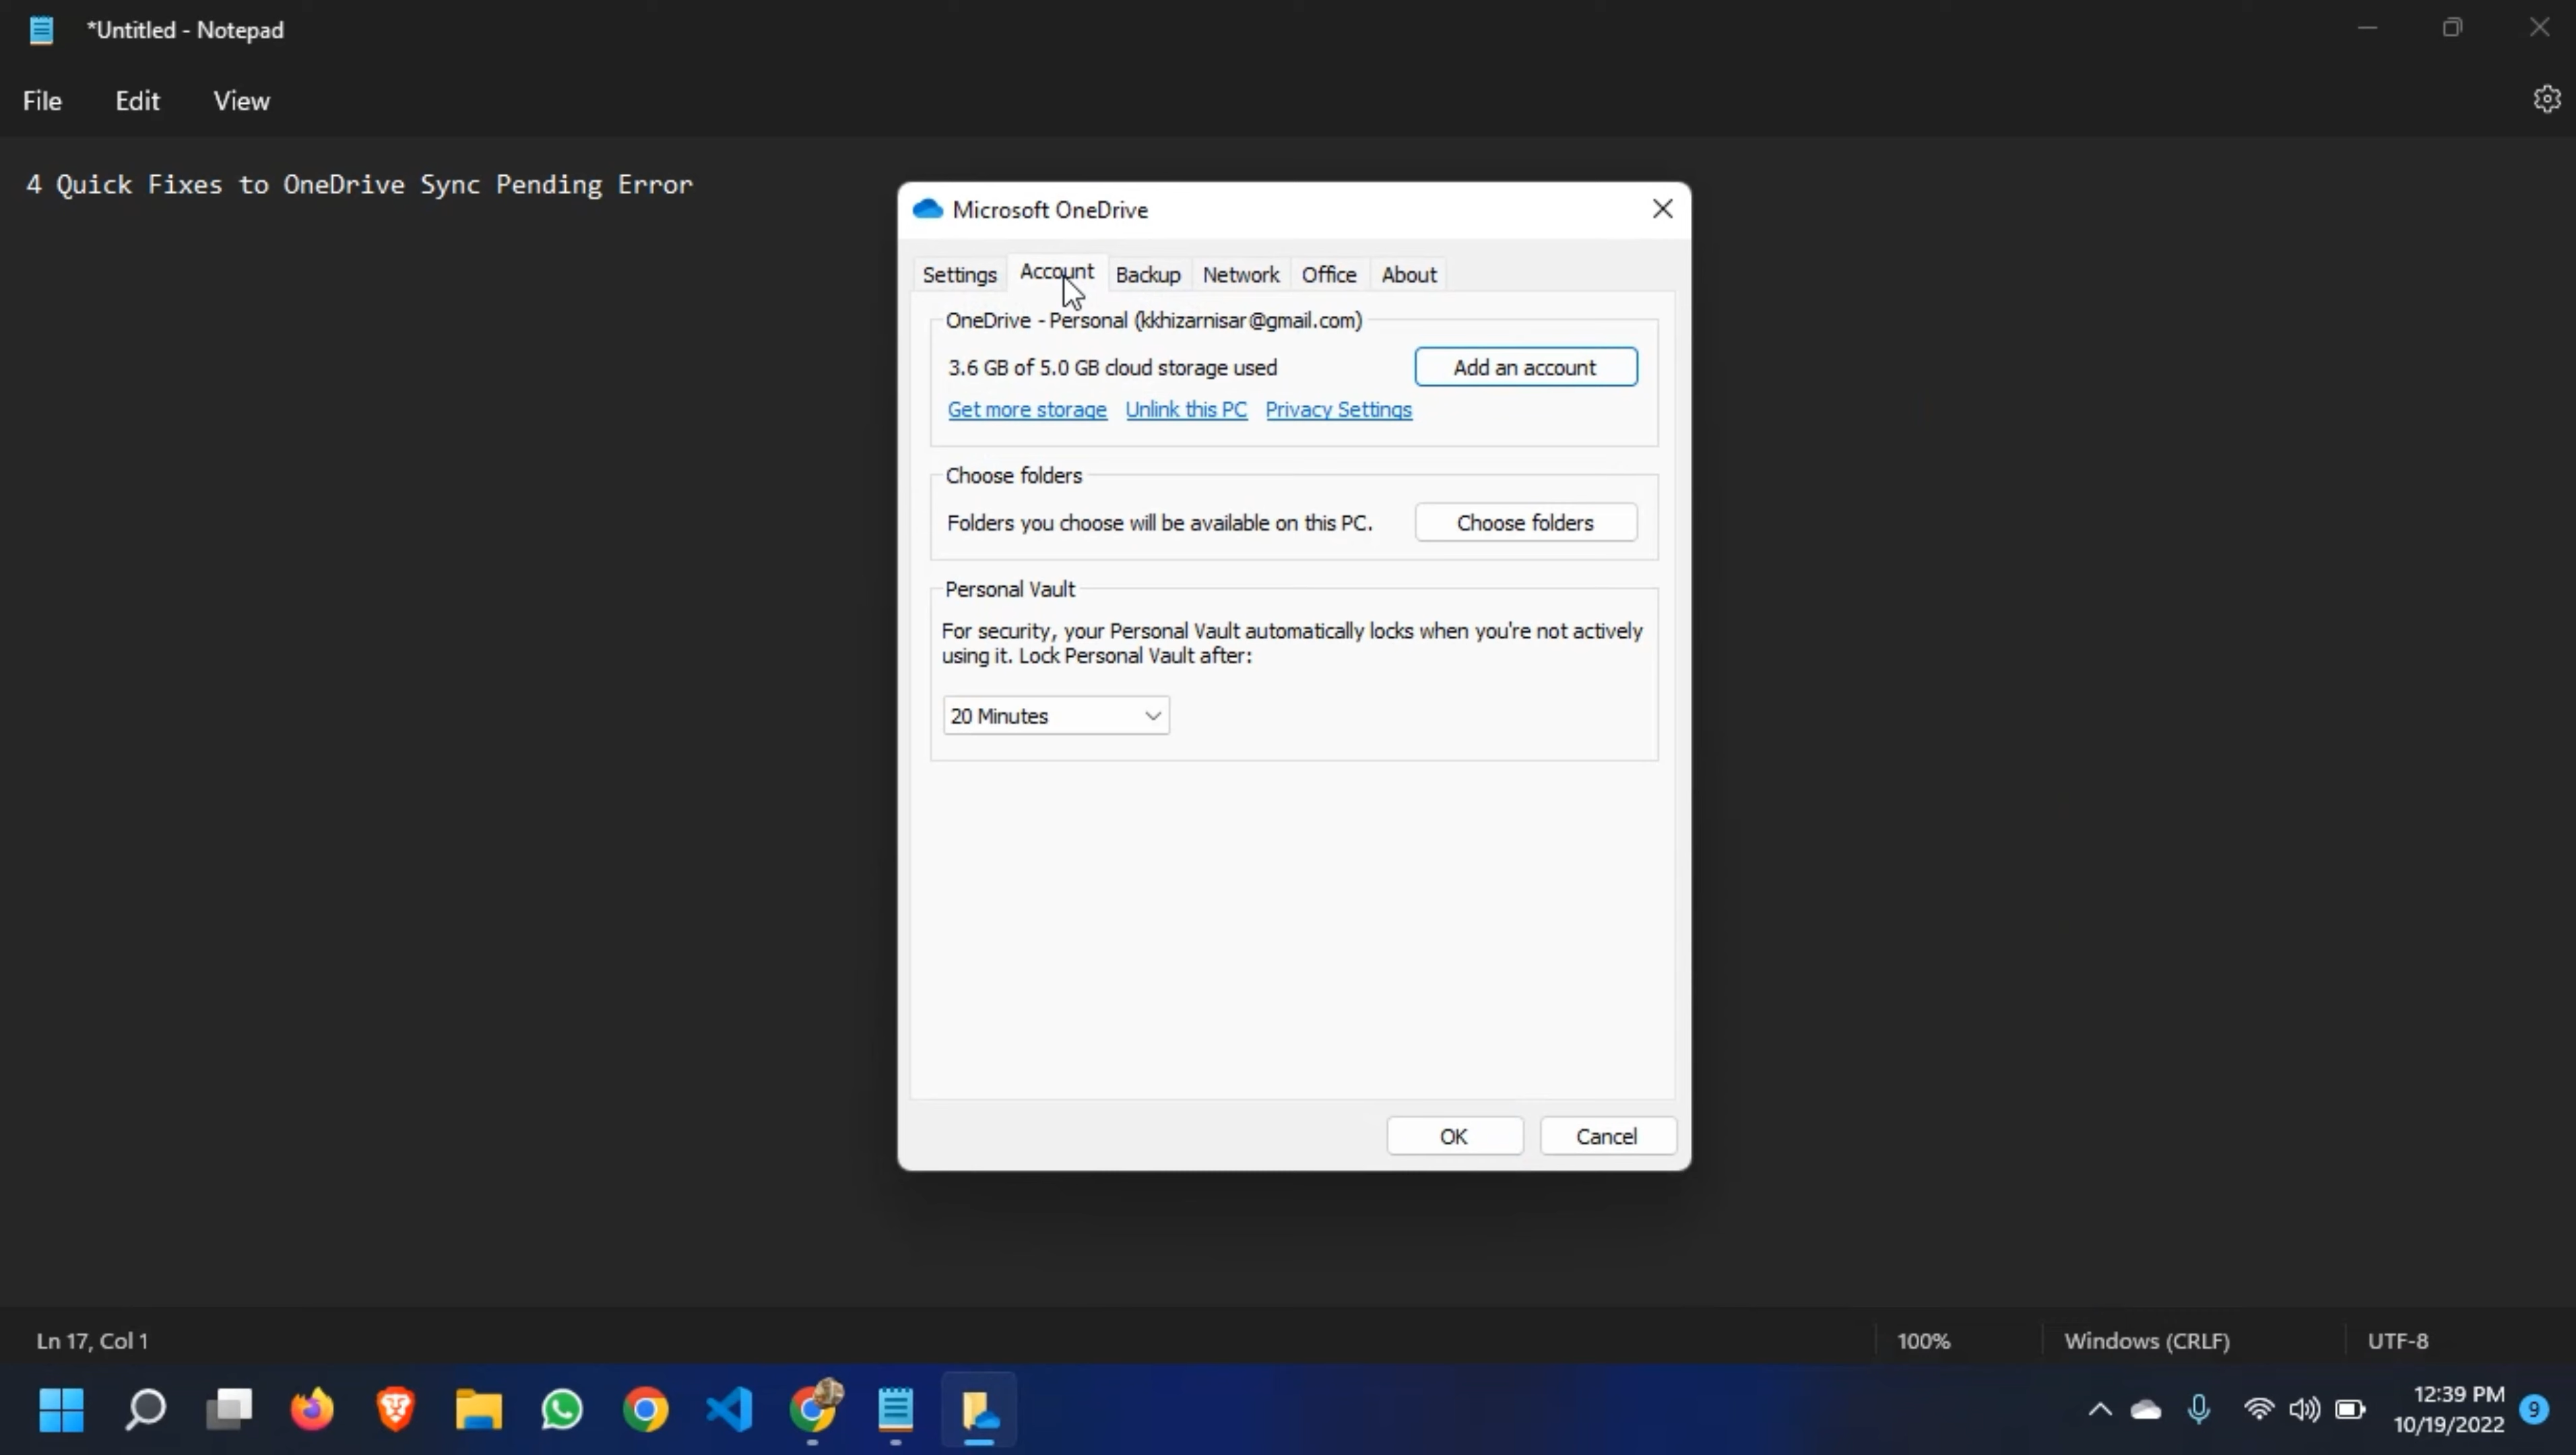 *Untitled - Notepad
File Edit View
4 Quick Fixes to OneDrive Sync Pending Error
Microsoft OneDrive
Settings Account Backup Network Office About
OneDrive - Personal (kkhizarnisar@gmail.com)
3.6 GB of 5.0 GB cloud storage used Add an account
Get more storage Unlink this PC Privacy Settings
Choose folders
Folders you choose will be available on this PC. Choose folders
Personal Vault
For security, your Personal Vault automatically locks when you're not actively
using it. Lock Personal Vault after:
20 Minutes
OK Cancel
Ln 17, Col 1 100% Windows (CRLF) UTF-8
12:39 PM
10/19/2022 9